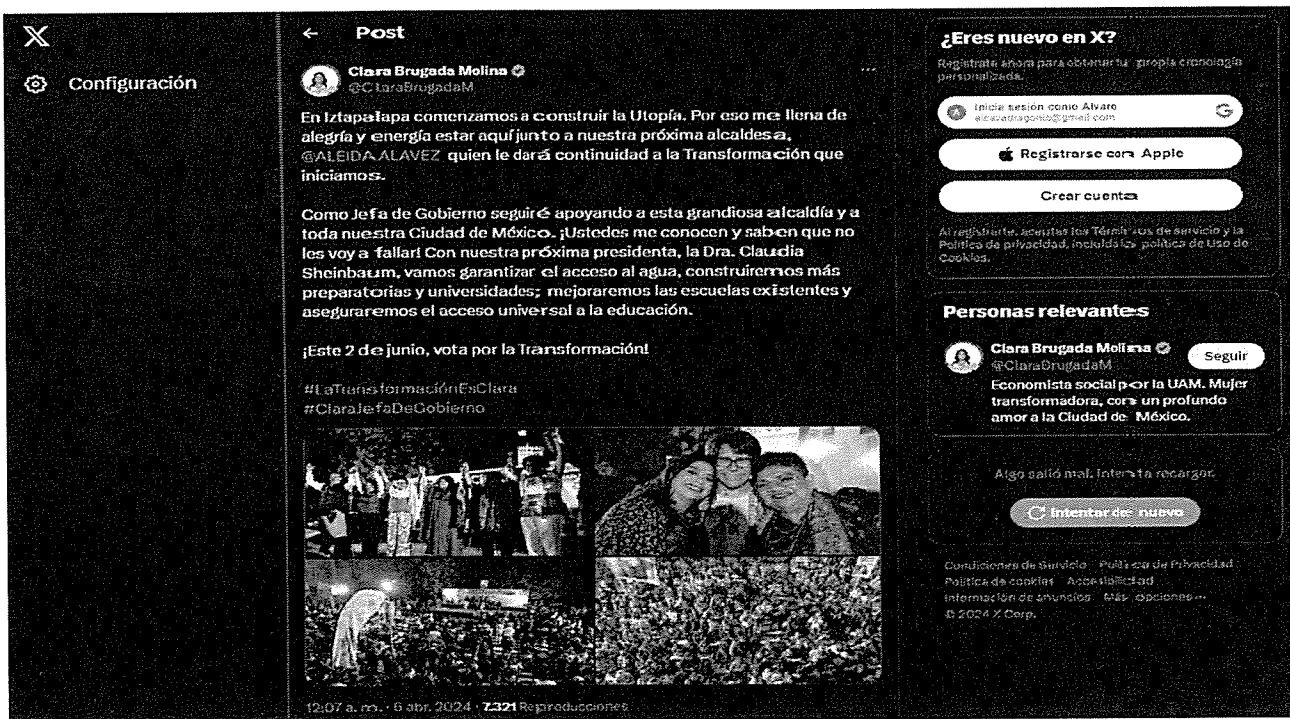 Configuración
Post
Clara Brugada Molina
@ClaraBrugadaM
En Iztapalapa comenzamos a construir la Utopía. Por eso me llena de
alegría y energía estar aquí junto a nuestra próxima alcaldesa,
@ALEIDAALAVEZ quien le dará continuidad a la Transformación que
iniciamos.
Como Jefa de Gobierno seguiré apoyando a esta grandiosa alcaldía y a
toda nuestra Ciudad de México. ¡Ustedes me conocen y saben que no
les voy a fallar! Con nuestra próxima presidenta, la Dra. Claudia
Sheinbaum, vamos garantizar el acceso al agua, construiremos más
preparatorias y universidades; mejoraremos las escuelas existentes y
aseguraremos el acceso universal a la educación.
¡Este 2 de junio, vota por la Transformación!
#LaTransformaciónEsClara
#ClaraJefaDeGobierno
12:07 a. m. · 6 abr. 2024 · 7.321 Reproducciones
¿Eres nuevo en X?
Regístrate ahora para obtener tu propia cronología
personalizada.
Inicia sesión como Alvaro
@gmail.com
Registrarse con Apple
Crear cuenta
Al registrarte, aceptas los Términos de servicio y la
Política de privacidad, incluida la política de Uso de
Cookies.
Personas relevantes
Clara Brugada Molina
@ClaraBrugadaM
Seguir
Economista social por la UAM. Mujer
transformadora, con un profundo
amor a la Ciudad de México.
Algo salió mal. Intenta recargar.
Intentar de nuevo
Condiciones de Servicio Política de Privacidad
Política de cookies Accesibilidad
Información de anuncios Más opciones ···
© 2024 X Corp.